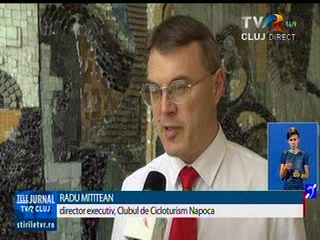 TVR 16/9
CLUJ DIRECT
TELE
JURNAL
TVR CLUJ
stiriletvr.ro
RADU MITITEAN
director executiv, Clubul de Cicloturism Napoca